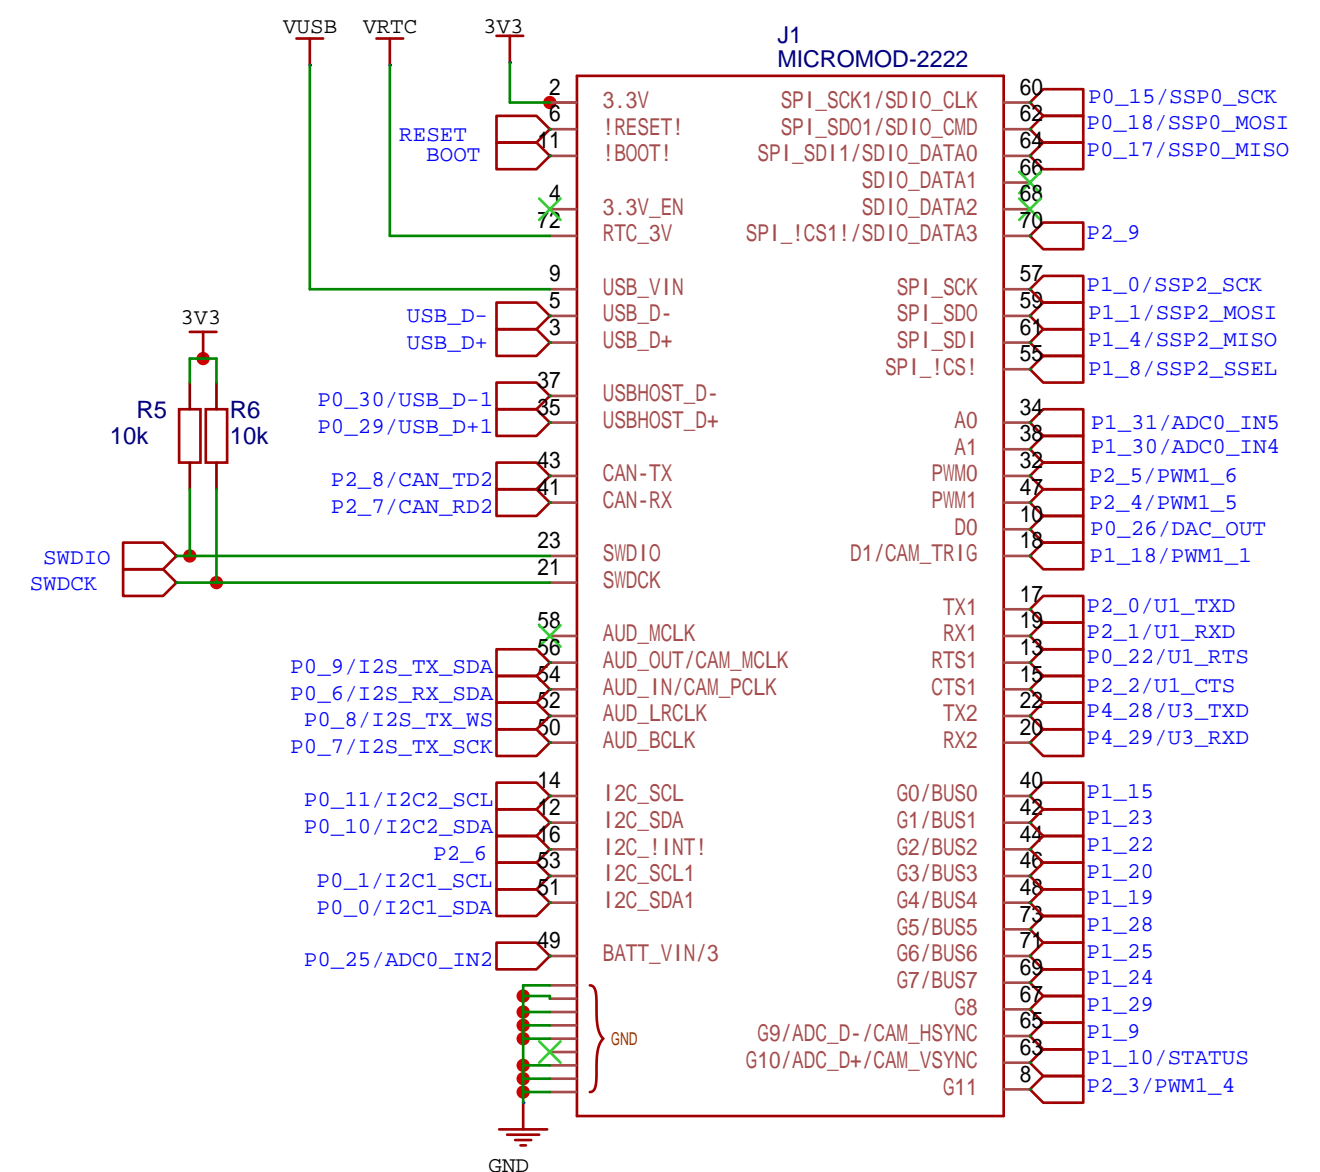 VUSB VRTC 3V3
J1
MICROMOD-2222
2 3.3V SPI_SCK1/SDIO_CLK 60 P0_15/SSP0_SCK
RESET 6 !RESET! SPI_SDO1/SDIO_CMD 62 P0_18/SSP0_MOSI
BOOT 11 !BOOT! SPI_SDI1/SDIO_DATA0 64 P0_17/SSP0_MISO
SDIO_DATA1 66
4 3.3V_EN SDIO_DATA2 68
72 RTC_3V SPI_!CS1!/SDIO_DATA3 70 P2_9
9 USB_VIN SPI_SCK 57 P1_0/SSP2_SCK
USB_D- 5 USB_D- SPI_SDO 59 P1_1/SSP2_MOSI
3V3
USB_D+ 3 USB_D+ SPI_SDI 61 P1_4/SSP2_MISO
SPI_!CS! 55 P1_8/SSP2_SSEL
P0_30/USB_D-1 37 USBHOST_D-
R5 R6
10k 10k
P0_29/USB_D+1 35 USBHOST_D+ A0 34 P1_31/ADC0_IN5
A1 38 P1_30/ADC0_IN4
P2_8/CAN_TD2 43 CAN-TX PWM0 32 P2_5/PWM1_6
P2_7/CAN_RD2 41 CAN-RX PWM1 47 P2_4/PWM1_5
D0 10 P0_26/DAC_OUT
SWDIO 23 SWDIO D1/CAM_TRIG 18 P1_18/PWM1_1
SWDCK 21 SWDCK
TX1 17 P2_0/U1_TXD
58 AUD_MCLK RX1 19 P2_1/U1_RXD
P0_9/I2S_TX_SDA 56 AUD_OUT/CAM_MCLK RTS1 13 P0_22/U1_RTS
P0_6/I2S_RX_SDA 54 AUD_IN/CAM_PCLK CTS1 15 P2_2/U1_CTS
P0_8/I2S_TX_WS 52 AUD_LRCLK TX2 22 P4_28/U3_TXD
P0_7/I2S_TX_SCK 50 AUD_BCLK RX2 20 P4_29/U3_RXD
P0_11/I2C2_SCL 14 I2C_SCL G0/BUS0 40 P1_15
P0_10/I2C2_SDA 12 I2C_SDA G1/BUS1 42 P1_23
P2_6 16 I2C_!INT! G2/BUS2 44 P1_22
P0_1/I2C1_SCL 53 I2C_SCL1 G3/BUS3 46 P1_20
P0_0/I2C1_SDA 51 I2C_SDA1 G4/BUS4 48 P1_19
G5/BUS5 73 P1_28
P0_25/ADC0_IN2 49 BATT_VIN/3 G6/BUS6 71 P1_25
G7/BUS7 69 P1_24
G8 67 P1_29
GND G9/ADC_D-/CAM_HSYNC 65 P1_9
G10/ADC_D+/CAM_VSYNC 63 P1_10/STATUS
G11 8 P2_3/PWM1_4
GND